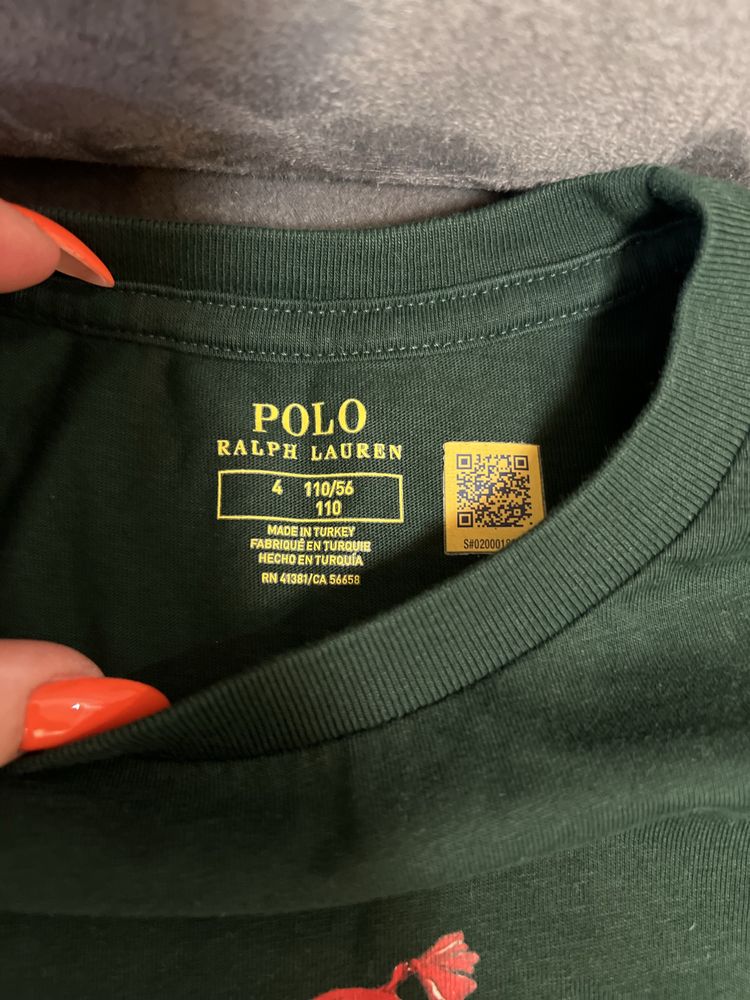 POLO
RALPH LAUREN
4 110/56
110
MADE IN TURKEY
FABRIQUÉ EN TURQUIE
HECHO EN TURQUÍA
RN 41381/CA 56658